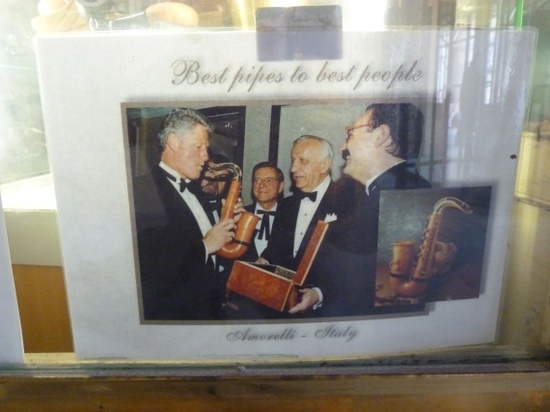 Best pipes to best people
Amorelli - Italy